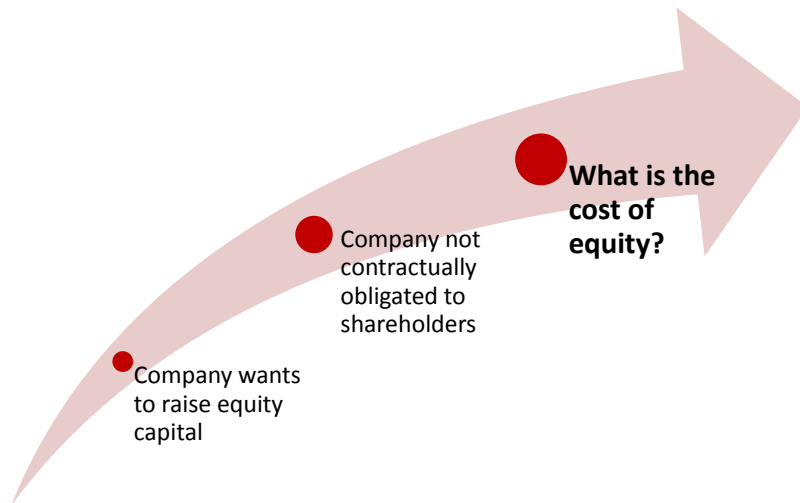 What is the
cost of
equity?
Company not
contractually
obligated to
shareholders
Company wants
to raise equity
capital